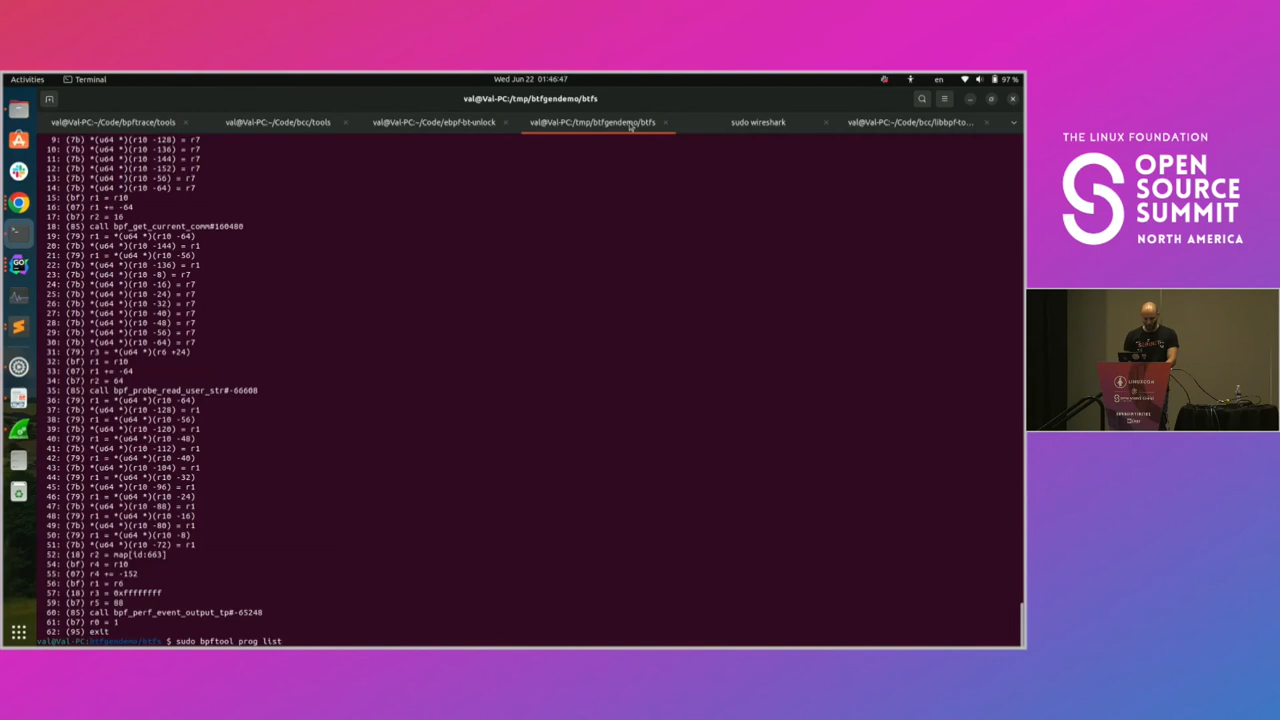 Activities
Terminal
Wed Jun 22 01:46:47
en
97 %
val@Val-PC:/tmp/btfgendemo/btfs
val@Val-PC:~/Code/bpftrace/tools
val@Val-PC:~/Code/bcc/tools
val@Val-PC:~/Code/ebpf-bt-unlock
val@Val-PC:/tmp/btfgendemo/btfs
sudo wireshark
val@Val-PC:~/Code/bcc/libbpf-to...
9: (7b) *(u64 *)(r10 -128) = r7
10: (7b) *(u64 *)(r10 -136) = r7
11: (7b) *(u64 *)(r10 -144) = r7
12: (7b) *(u64 *)(r10 -152) = r7
13: (7b) *(u64 *)(r10 -56) = r7
14: (7b) *(u64 *)(r10 -64) = r7
15: (bf) r1 = r10
16: (07) r1 += -64
17: (b7) r2 = 16
18: (85) call bpf_get_current_comm#160480
19: (79) r1 = *(u64 *)(r10 -64)
20: (7b) *(u64 *)(r10 -144) = r1
21: (79) r1 = *(u64 *)(r10 -56)
22: (7b) *(u64 *)(r10 -136) = r1
23: (7b) *(u64 *)(r10 -8) = r7
24: (7b) *(u64 *)(r10 -16) = r7
25: (7b) *(u64 *)(r10 -24) = r7
26: (7b) *(u64 *)(r10 -32) = r7
27: (7b) *(u64 *)(r10 -40) = r7
28: (7b) *(u64 *)(r10 -48) = r7
29: (7b) *(u64 *)(r10 -56) = r7
30: (7b) *(u64 *)(r10 -64) = r7
31: (79) r3 = *(u64 *)(r6 +24)
32: (bf) r1 = r10
33: (07) r1 += -64
34: (b7) r2 = 64
35: (85) call bpf_probe_read_user_str#-66608
36: (79) r1 = *(u64 *)(r10 -64)
37: (7b) *(u64 *)(r10 -128) = r1
38: (79) r1 = *(u64 *)(r10 -56)
39: (7b) *(u64 *)(r10 -120) = r1
40: (79) r1 = *(u64 *)(r10 -48)
41: (7b) *(u64 *)(r10 -112) = r1
42: (79) r1 = *(u64 *)(r10 -40)
43: (7b) *(u64 *)(r10 -104) = r1
44: (79) r1 = *(u64 *)(r10 -32)
45: (7b) *(u64 *)(r10 -96) = r1
46: (79) r1 = *(u64 *)(r10 -24)
47: (7b) *(u64 *)(r10 -88) = r1
48: (79) r1 = *(u64 *)(r10 -16)
49: (7b) *(u64 *)(r10 -80) = r1
50: (79) r1 = *(u64 *)(r10 -8)
51: (7b) *(u64 *)(r10 -72) = r1
52: (18) r2 = map[id:663]
54: (bf) r4 = r10
55: (07) r4 += -152
56: (bf) r1 = r6
57: (18) r3 = 0xffffffff
59: (b7) r5 = 88
60: (85) call bpf_perf_event_output_tp#-65248
61: (b7) r0 = 1
62: (95) exit
val@Val-PC:btfgendemo/btfs $ sudo bpftool prog list
THE LINUX FOUNDATION
OPEN
SOURCE
SUMMIT
NORTH AMERICA